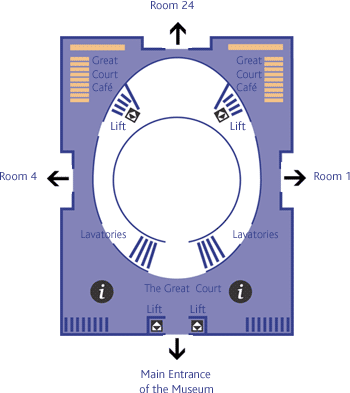 Room 24
Great
Court
Café
Great
Court
Café
Lift
Lift
Room 4
Room 1
Lavatories
Lavatories
i
The Great Court
i
Lift
Lift
Main Entrance
of the Museum